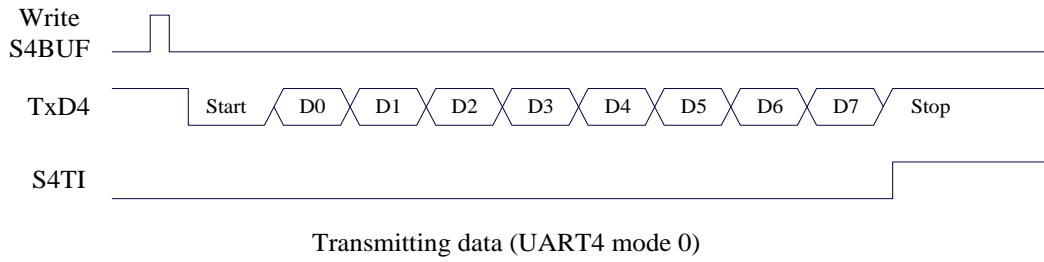 Write
S4BUF
TxD4
Start D0 D1 D2 D3 D4 D5 D6 D7 Stop
S4TI
Transmitting data (UART4 mode 0)